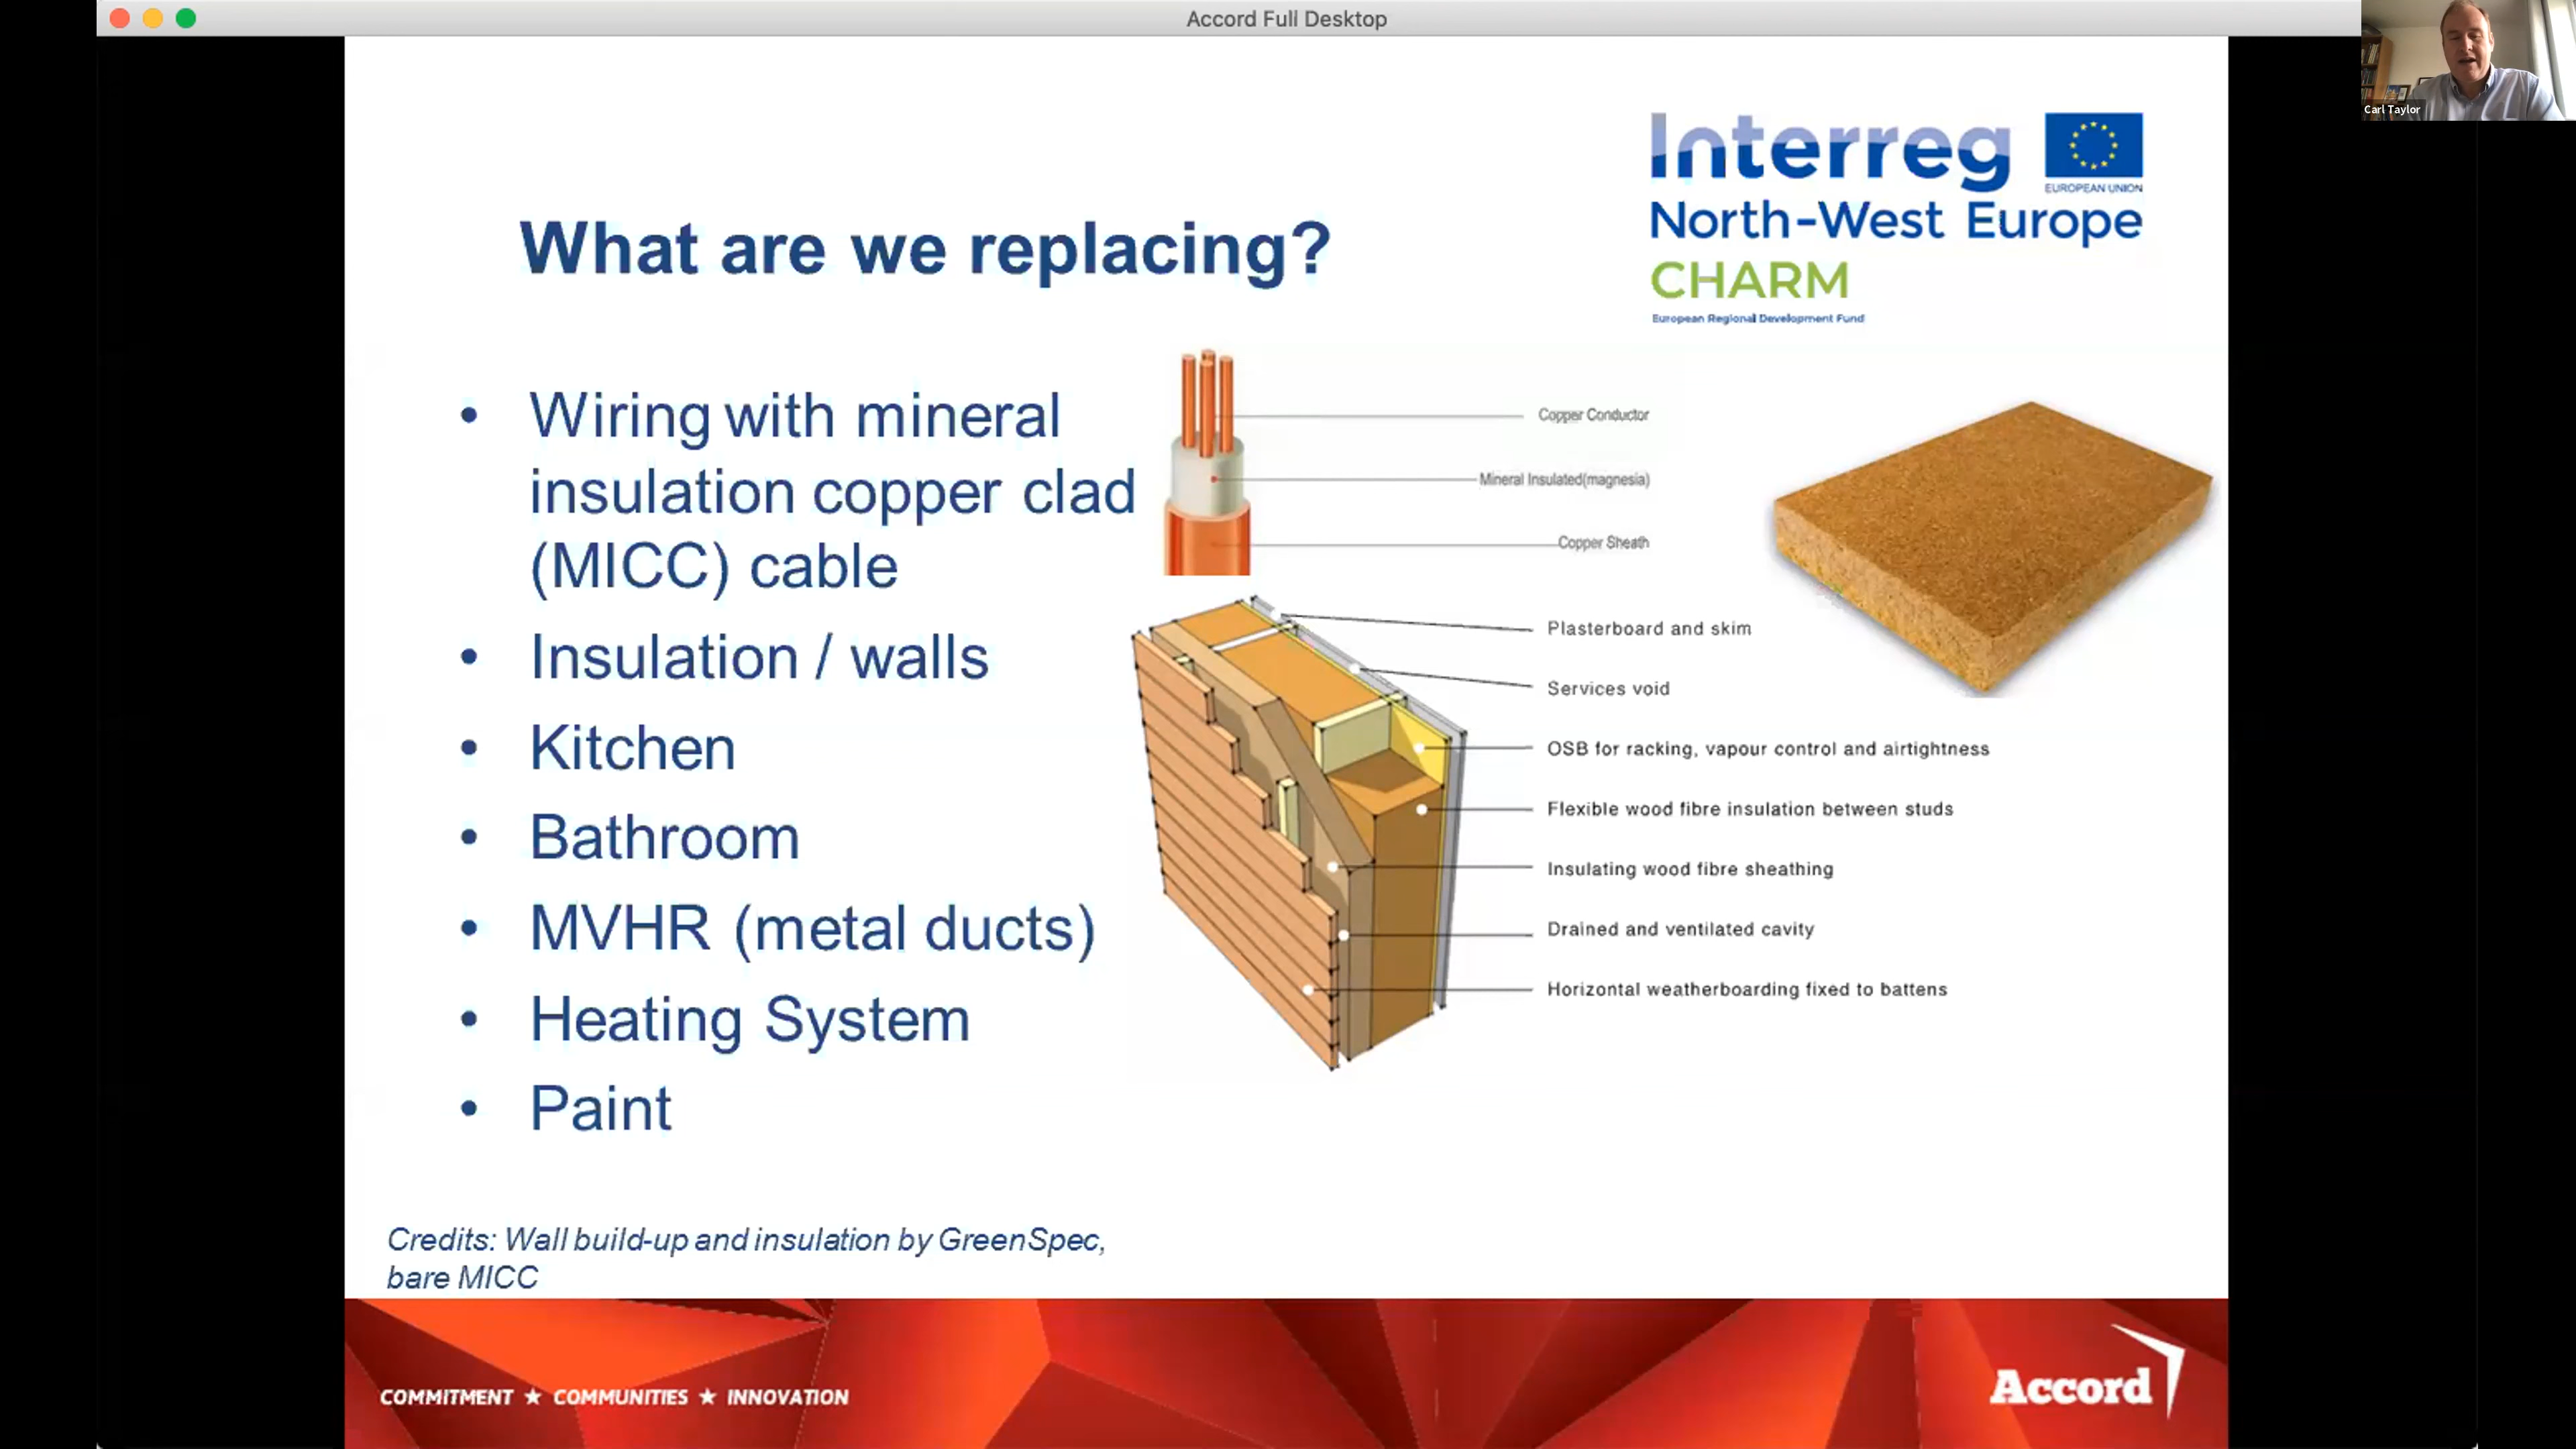 Accord Full Desktop
Carl Taylor
Interreg
EUROPEAN UNION
North-West Europe
CHARM
European Regional Development Fund
What are we replacing?
• Wiring with mineral
insulation copper clad
(MICC) cable
• Insulation / walls
• Kitchen
• Bathroom
• MVHR (metal ducts)
• Heating System
• Paint
Copper Conductor
Mineral Insulated(magnesia)
Copper Sheath
Plasterboard and skim
Services void
OSB for racking, vapour control and airtightness
Flexible wood fibre insulation between studs
Insulating wood fibre sheathing
Drained and ventilated cavity
Horizontal weatherboarding fixed to battens
Credits: Wall build-up and insulation by GreenSpec,
bare MICC
COMMITMENT ★ COMMUNITIES ★ INNOVATION
Accord